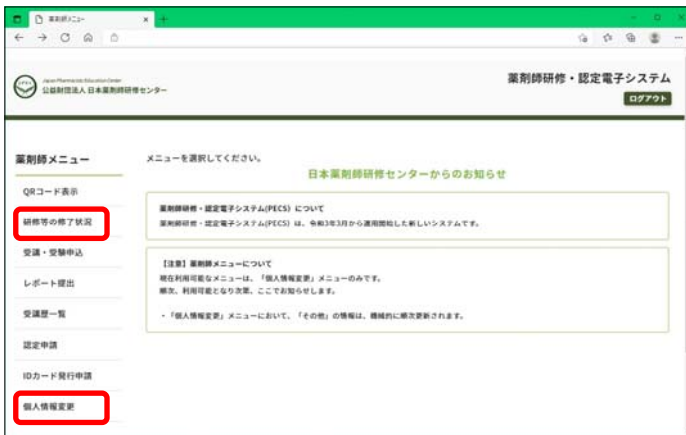 薬剤師メニュー
Japan Pharmacists Education Center
公益財団法人 日本薬剤師研修センター
薬剤師研修・認定電子システム
ログアウト
薬剤師メニュー
QRコード表示
研修等の修了状況
受講・受験申込
レポート提出
受講歴一覧
認定申請
IDカード発行申請
個人情報変更
メニューを選択してください。
日本薬剤師研修センターからのお知らせ
薬剤師研修・認定電子システム(PECS) について
薬剤師研修・認定電子システム(PECS) は、令和3年3月から運用開始した新しいシステムです。
【注意】薬剤師メニューについて
現在利用可能なメニューは、「個人情報変更」メニューのみです。
順次、利用可能となり次第、ここでお知らせします。
・「個人情報変更」メニューにおいて、「その他」の情報は、機械的に順次更新されます。